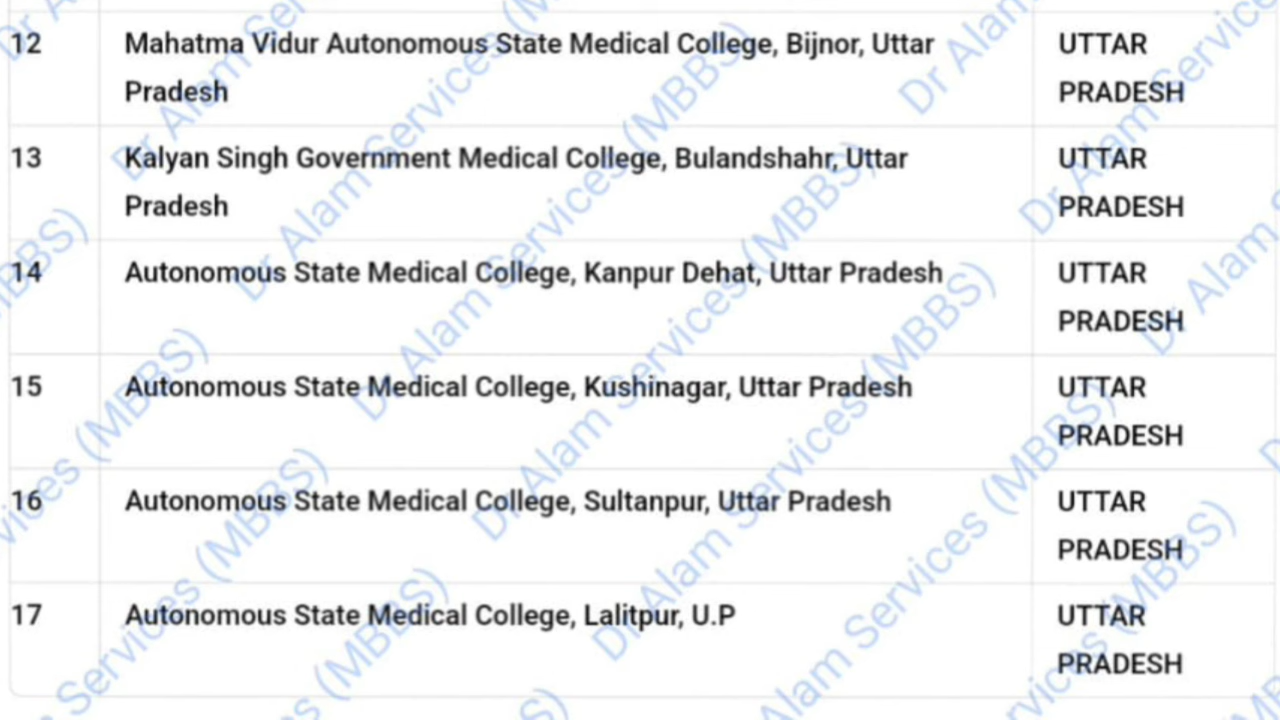 12 Mahatma Vidur Autonomous State Medical College, Bijnor, Uttar UTTAR
Pradesh PRADESH
13 Kalyan Singh Government Medical College, Bulandshahr, Uttar UTTAR
Pradesh PRADESH
14 Autonomous State Medical College, Kanpur Dehat, Uttar Pradesh UTTAR
PRADESH
15 Autonomous State Medical College, Kushinagar, Uttar Pradesh UTTAR
PRADESH
16 Autonomous State Medical College, Sultanpur, Uttar Pradesh UTTAR
PRADESH
17 Autonomous State Medical College, Lalitpur, U.P UTTAR
PRADESH
Dr Alam Services (MBBS)